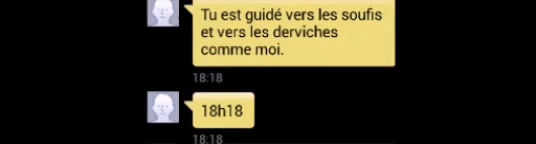 Tu est guidé vers les soufis
et vers les derviches
comme moi.
18:18
18h18
18:18